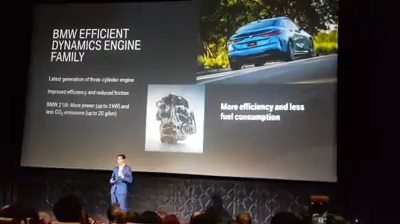 BMW EFFICIENT
DYNAMICS ENGINE
FAMILY
Latest generation of three cylinder engine
Improved efficiency and reduced friction
BMW 218i: More power (up to 3 kW) and
less CO₂ emissions (up to 20 g/km)
More efficiency and less
fuel consumption